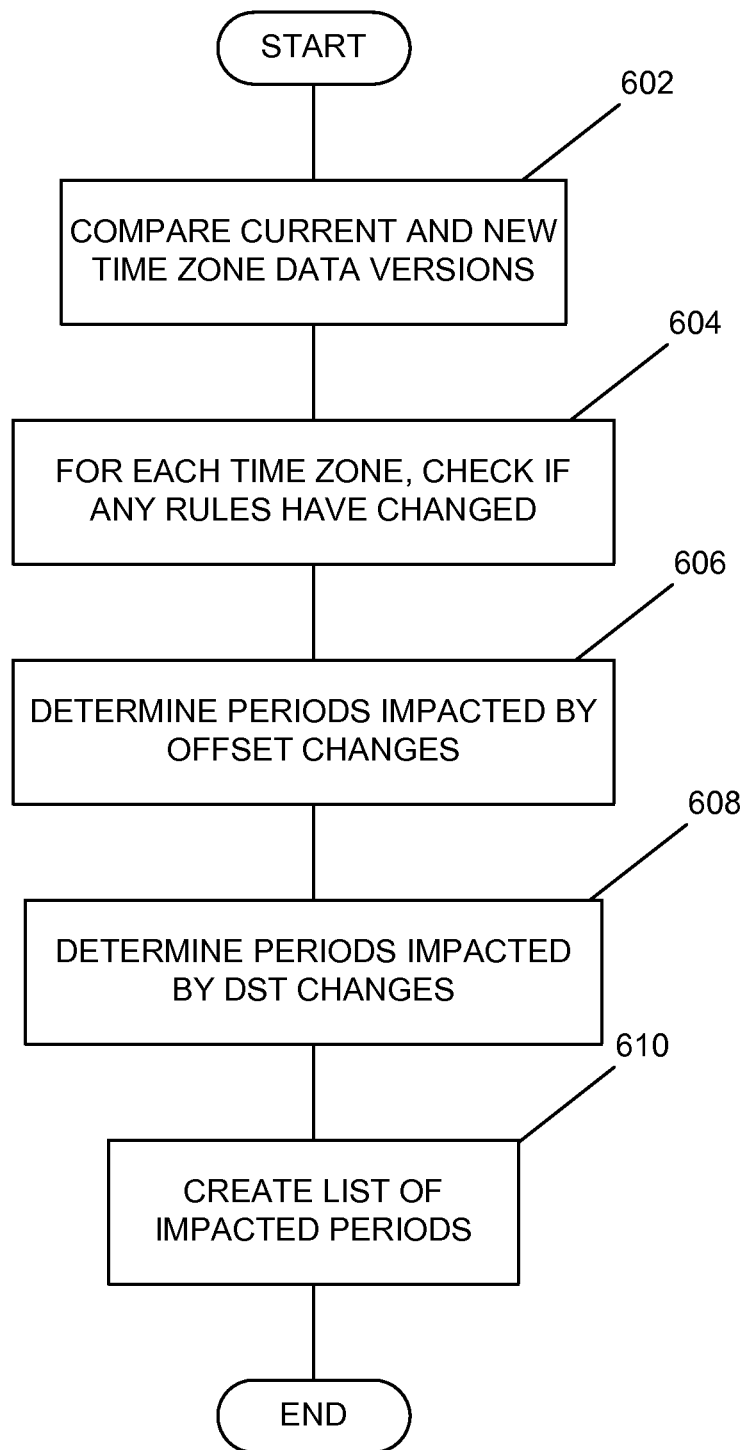 START
602
COMPARE CURRENT AND NEW
TIME ZONE DATA VERSIONS
604
FOR EACH TIME ZONE, CHECK IF
ANY RULES HAVE CHANGED
606
DETERMINE PERIODS IMPACTED BY
OFFSET CHANGES
608
DETERMINE PERIODS IMPACTED
BY DST CHANGES
610
CREATE LIST OF
IMPACTED PERIODS
END